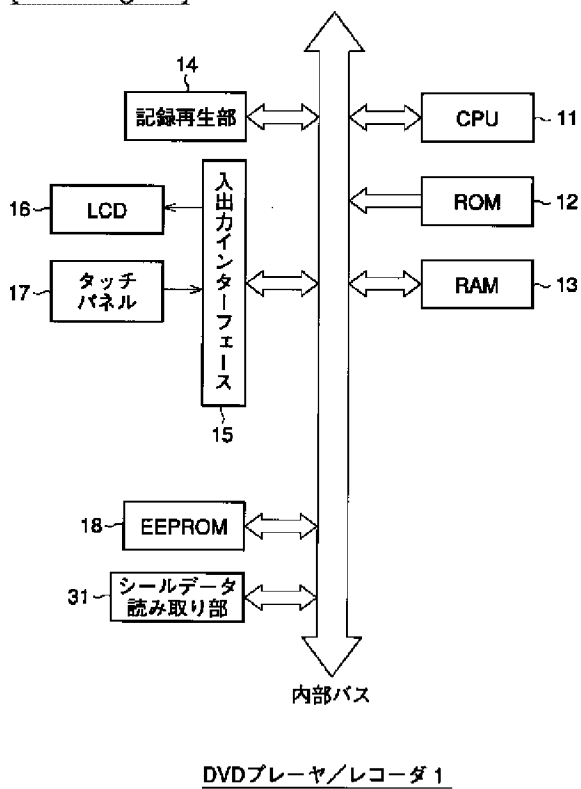 14
記録再生部
CPU
11
16
LCD
入出力インターフェース
ROM
12
17
タッチ
パネル
RAM
13
15
18
EEPROM
31
シールデータ
読み取り部
内部バス
DVDプレーヤ／レコーダ 1